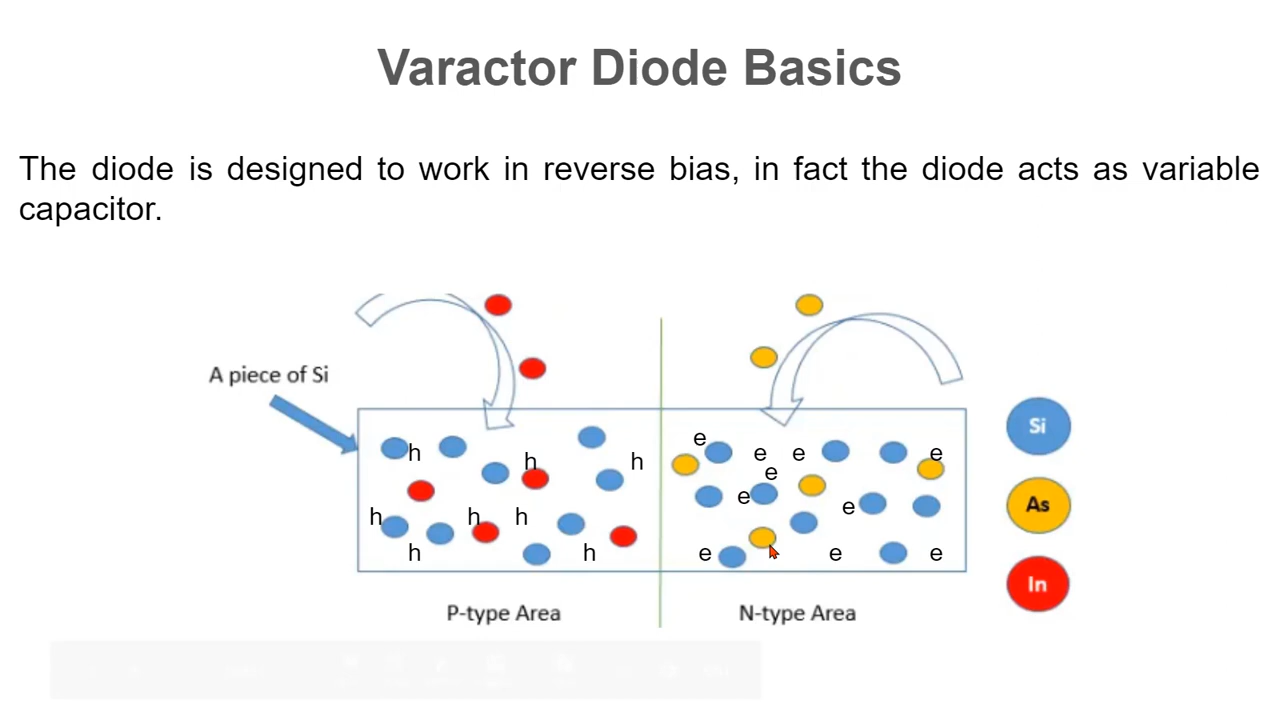 Varactor Diode Basics
The diode is designed to work in reverse bias, in fact the diode acts as variable
capacitor.
A piece of Si
h h h h
h h h h h
e e e e e
e e e
e e e
Si
As
In
P-type Area N-type Area